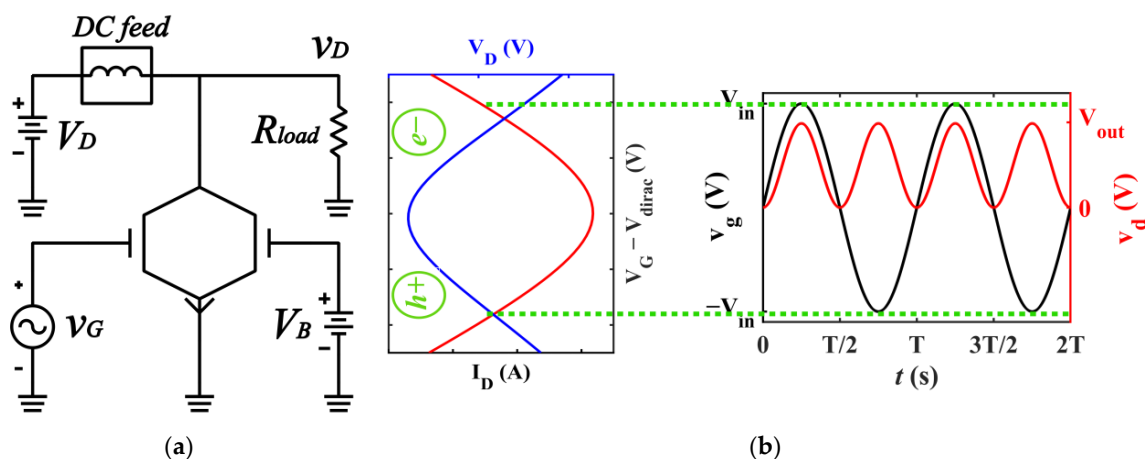 DC feed
v_D
+
V_D
−
R_load
+
v_G
−
+
V_B
−
(a)
V_D (V)
e−
h+
I_D (A)
V_G − V_dirac (V)
V_in
v_g (V)
−V_in
0
T/2
T
3T/2
2T
t (s)
V_out
0
v_d (V)
(b)